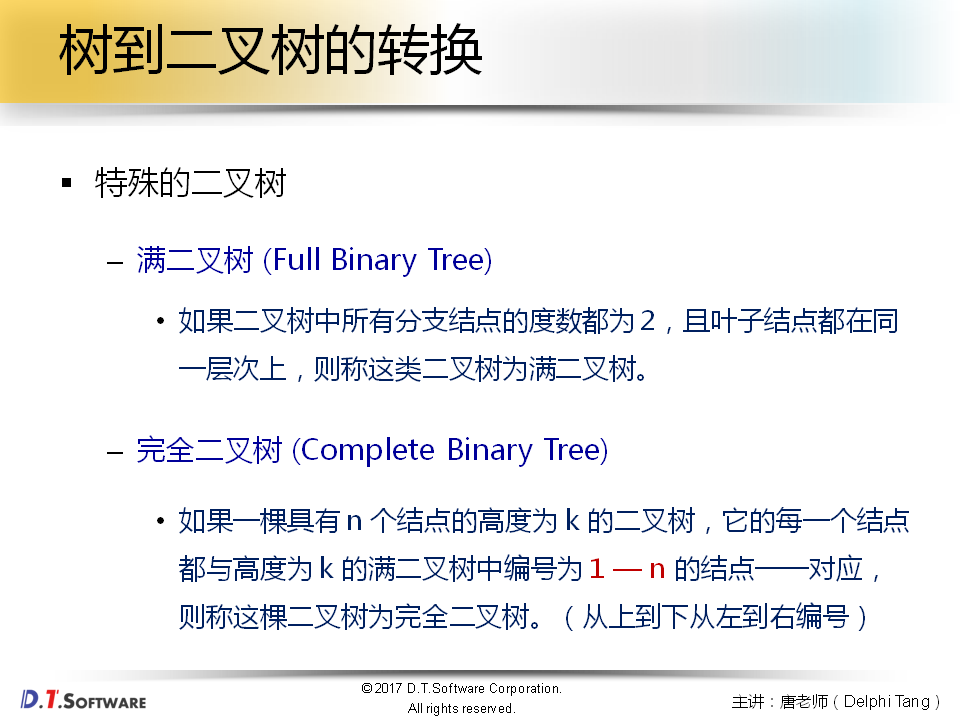 树到二叉树的转换
▪ 特殊的二叉树
– 满二叉树 (Full Binary Tree)
• 如果二叉树中所有分支结点的度数都为2，且叶子结点都在同
一层次上，则称这类二叉树为满二叉树。
– 完全二叉树 (Complete Binary Tree)
• 如果一棵具有 n 个结点的高度为 k 的二叉树，它的每一个结点
都与高度为 k 的满二叉树中编号为 1 — n 的结点一一对应，
则称这棵二叉树为完全二叉树。（从上到下从左到右编号）
D.T.SOFTWARE
©2017 D.T.Software Corporation.
All rights reserved.
主讲：唐老师（Delphi Tang）